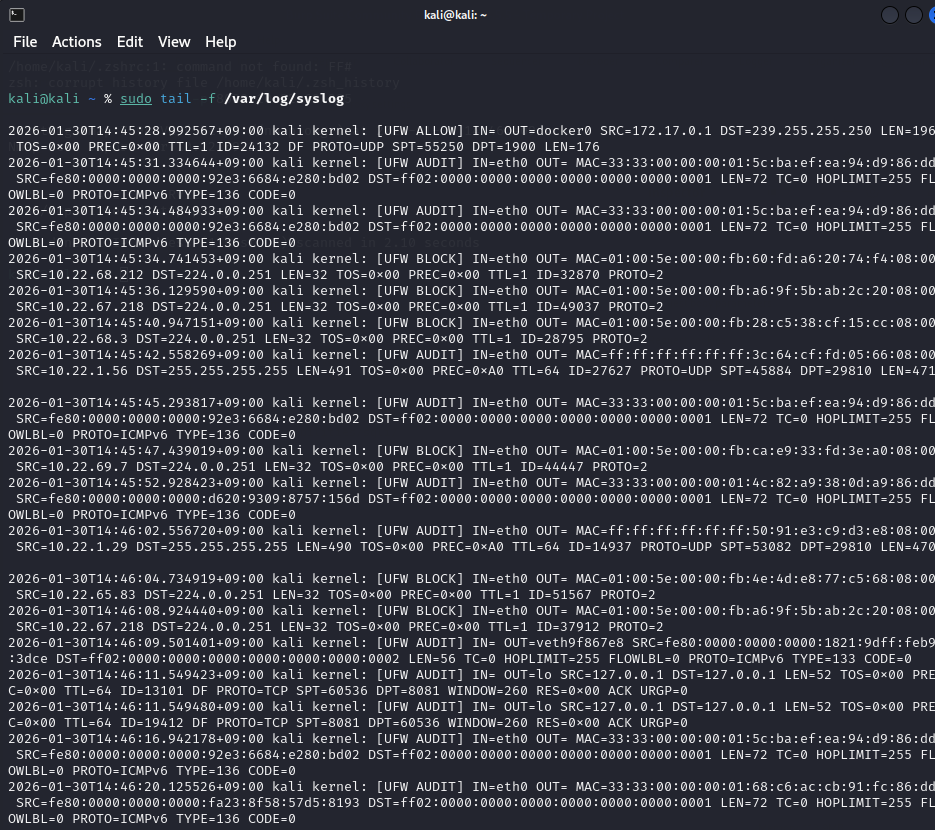 kali@kali: ~
File Actions Edit View Help
/home/kali/.zshrc:1: command not found: FF#
zsh: corrupt history file /home/kali/.zsh_history
kali@kali ~ % sudo tail -f /var/log/syslog
2026-01-30T14:45:28.992567+09:00 kali kernel: [UFW ALLOW] IN= OUT=docker0 SRC=172.17.0.1 DST=239.255.255.250 LEN=196
TOS=0×00 PREC=0×00 TTL=1 ID=24132 DF PROTO=UDP SPT=55250 DPT=1900 LEN=176
2026-01-30T14:45:31.334644+09:00 kali kernel: [UFW AUDIT] IN=eth0 OUT= MAC=33:33:00:00:00:01:5c:ba:ef:ea:94:d9:86:dd
SRC=fe80:0000:0000:0000:92e3:6684:e280:bd02 DST=ff02:0000:0000:0000:0000:0000:0000:0001 LEN=72 TC=0 HOPLIMIT=255 FL
OWLBL=0 PROTO=ICMPv6 TYPE=136 CODE=0
2026-01-30T14:45:34.484933+09:00 kali kernel: [UFW AUDIT] IN=eth0 OUT= MAC=33:33:00:00:00:01:5c:ba:ef:ea:94:d9:86:dd
SRC=fe80:0000:0000:0000:92e3:6684:e280:bd02 DST=ff02:0000:0000:0000:0000:0000:0000:0001 LEN=72 TC=0 HOPLIMIT=255 FL
OWLBL=0 PROTO=ICMPv6 TYPE=136 CODE=0
2026-01-30T14:45:34.741453+09:00 kali kernel: [UFW BLOCK] IN=eth0 OUT= MAC=01:00:5e:00:00:fb:60:fd:a6:20:74:f4:08:00
SRC=10.22.68.212 DST=224.0.0.251 LEN=32 TOS=0×00 PREC=0×00 TTL=1 ID=32870 PROTO=2
2026-01-30T14:45:36.129590+09:00 kali kernel: [UFW BLOCK] IN=eth0 OUT= MAC=01:00:5e:00:00:fb:a6:9f:5b:ab:2c:20:08:00
SRC=10.22.67.218 DST=224.0.0.251 LEN=32 TOS=0×00 PREC=0×00 TTL=1 ID=49037 PROTO=2
2026-01-30T14:45:40.947151+09:00 kali kernel: [UFW BLOCK] IN=eth0 OUT= MAC=01:00:5e:00:00:fb:28:c5:38:cf:15:cc:08:00
SRC=10.22.68.3 DST=224.0.0.251 LEN=32 TOS=0×00 PREC=0×00 TTL=1 ID=28795 PROTO=2
2026-01-30T14:45:42.558269+09:00 kali kernel: [UFW AUDIT] IN=eth0 OUT= MAC=ff:ff:ff:ff:ff:ff:3c:64:cf:fd:05:66:08:00
SRC=10.22.1.56 DST=255.255.255.255 LEN=491 TOS=0×00 PREC=0×A0 TTL=64 ID=27627 PROTO=UDP SPT=45884 DPT=29810 LEN=471
2026-01-30T14:45:45.293817+09:00 kali kernel: [UFW AUDIT] IN=eth0 OUT= MAC=33:33:00:00:00:01:5c:ba:ef:ea:94:d9:86:dd
SRC=fe80:0000:0000:0000:92e3:6684:e280:bd02 DST=ff02:0000:0000:0000:0000:0000:0000:0001 LEN=72 TC=0 HOPLIMIT=255 FL
OWLBL=0 PROTO=ICMPv6 TYPE=136 CODE=0
2026-01-30T14:45:47.439019+09:00 kali kernel: [UFW BLOCK] IN=eth0 OUT= MAC=01:00:5e:00:00:fb:ca:e9:33:fd:3e:a0:08:00
SRC=10.22.69.7 DST=224.0.0.251 LEN=32 TOS=0×00 PREC=0×00 TTL=1 ID=44447 PROTO=2
2026-01-30T14:45:52.928423+09:00 kali kernel: [UFW AUDIT] IN=eth0 OUT= MAC=33:33:00:00:00:01:4c:82:a9:38:0d:a9:86:dd
SRC=fe80:0000:0000:0000:d620:9309:8757:156d DST=ff02:0000:0000:0000:0000:0000:0000:0001 LEN=72 TC=0 HOPLIMIT=255 FL
OWLBL=0 PROTO=ICMPv6 TYPE=136 CODE=0
2026-01-30T14:46:02.556720+09:00 kali kernel: [UFW AUDIT] IN=eth0 OUT= MAC=ff:ff:ff:ff:ff:ff:50:91:e3:c9:d3:e8:08:00
SRC=10.22.1.29 DST=255.255.255.255 LEN=490 TOS=0×00 PREC=0×A0 TTL=64 ID=14937 PROTO=UDP SPT=53082 DPT=29810 LEN=470
2026-01-30T14:46:04.734919+09:00 kali kernel: [UFW BLOCK] IN=eth0 OUT= MAC=01:00:5e:00:00:fb:4e:4d:e8:77:c5:68:08:00
SRC=10.22.65.83 DST=224.0.0.251 LEN=32 TOS=0×00 PREC=0×00 TTL=1 ID=51567 PROTO=2
2026-01-30T14:46:08.924440+09:00 kali kernel: [UFW BLOCK] IN=eth0 OUT= MAC=01:00:5e:00:00:fb:a6:9f:5b:ab:2c:20:08:00
SRC=10.22.67.218 DST=224.0.0.251 LEN=32 TOS=0×00 PREC=0×00 TTL=1 ID=37912 PROTO=2
2026-01-30T14:46:09.501401+09:00 kali kernel: [UFW AUDIT] IN= OUT=veth9f867e8 SRC=fe80:0000:0000:0000:1821:9dff:feb9
:3dce DST=ff02:0000:0000:0000:0000:0000:0000:0002 LEN=56 TC=0 HOPLIMIT=255 FLOWLBL=0 PROTO=ICMPv6 TYPE=133 CODE=0
2026-01-30T14:46:11.549423+09:00 kali kernel: [UFW AUDIT] IN= OUT=lo SRC=127.0.0.1 DST=127.0.0.1 LEN=52 TOS=0×00 PRE
C=0×00 TTL=64 ID=13101 DF PROTO=TCP SPT=60536 DPT=8081 WINDOW=260 RES=0×00 ACK URGP=0
2026-01-30T14:46:11.549480+09:00 kali kernel: [UFW AUDIT] IN= OUT=lo SRC=127.0.0.1 DST=127.0.0.1 LEN=52 TOS=0×00 PRE
C=0×00 TTL=64 ID=19412 DF PROTO=TCP SPT=8081 DPT=60536 WINDOW=260 RES=0×00 ACK URGP=0
2026-01-30T14:46:16.942178+09:00 kali kernel: [UFW AUDIT] IN=eth0 OUT= MAC=33:33:00:00:00:01:5c:ba:ef:ea:94:d9:86:dd
SRC=fe80:0000:0000:0000:92e3:6684:e280:bd02 DST=ff02:0000:0000:0000:0000:0000:0000:0001 LEN=72 TC=0 HOPLIMIT=255 FL
OWLBL=0 PROTO=ICMPv6 TYPE=136 CODE=0
2026-01-30T14:46:20.125526+09:00 kali kernel: [UFW AUDIT] IN=eth0 OUT= MAC=33:33:00:00:00:01:68:c6:ac:cb:91:fc:86:dd
SRC=fe80:0000:0000:0000:fa23:8f58:57d5:8193 DST=ff02:0000:0000:0000:0000:0000:0000:0001 LEN=72 TC=0 HOPLIMIT=255 FL
OWLBL=0 PROTO=ICMPv6 TYPE=136 CODE=0